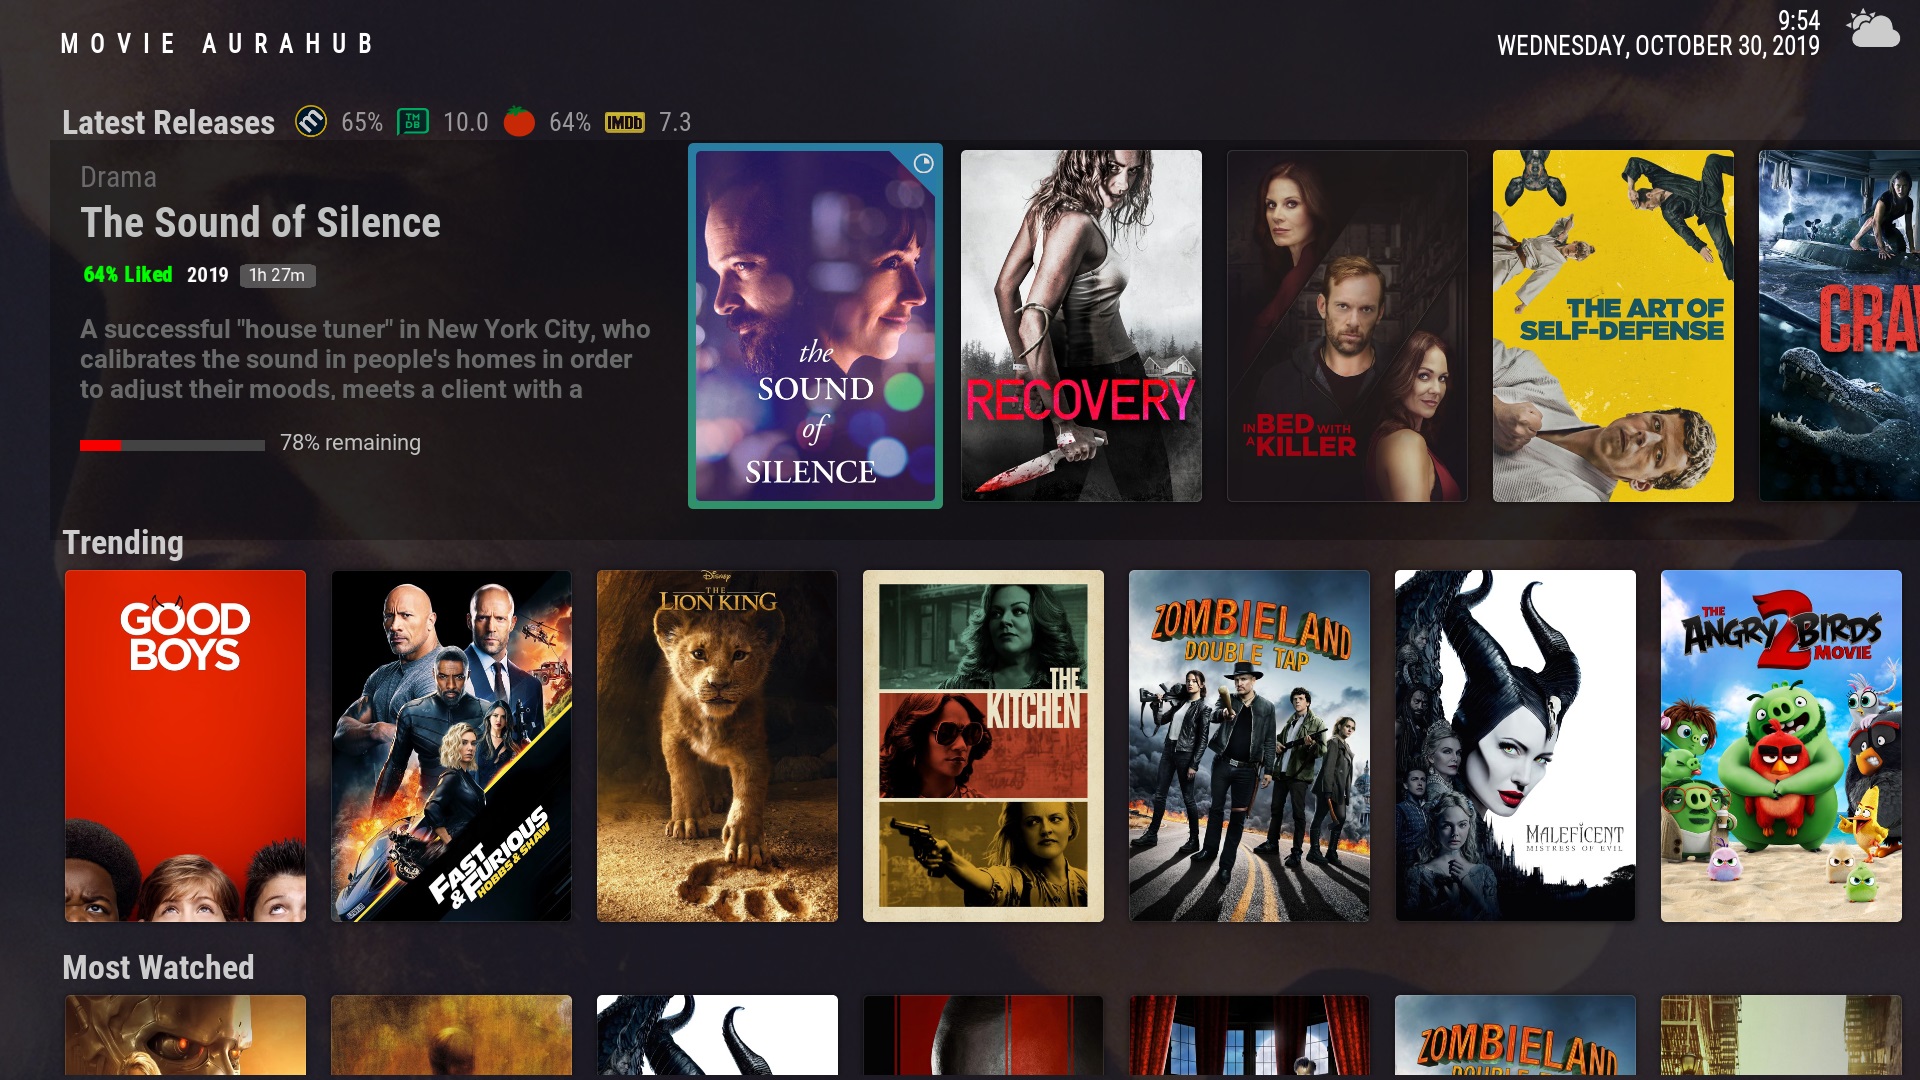 MOVIE AURAHUB
9:54
WEDNESDAY, OCTOBER 30, 2019
Latest Releases 65% TMDB 10.0 64% IMDb 7.3
Drama
The Sound of Silence
64% Liked 2019 1h 27m
A successful "house tuner" in New York City, who
calibrates the sound in people's homes in order
to adjust their moods, meets a client with a
78% remaining
the
SOUND
of
SILENCE
RECOVERY
IN BED WITH
A KILLER
THE ART OF
SELF-DEFENSE
CRA
Trending
GOOD
BOYS
FAST
& FURIOUS
HOBBS & SHAW
Disney
THE
LION KING
THE
KITCHEN
ZOMBIELAND
DOUBLE TAP
MALEFICENT
MISTRESS OF EVIL
THE
ANGRY 2 BIRDS
MOVIE
Most Watched
ZOMBIELAND